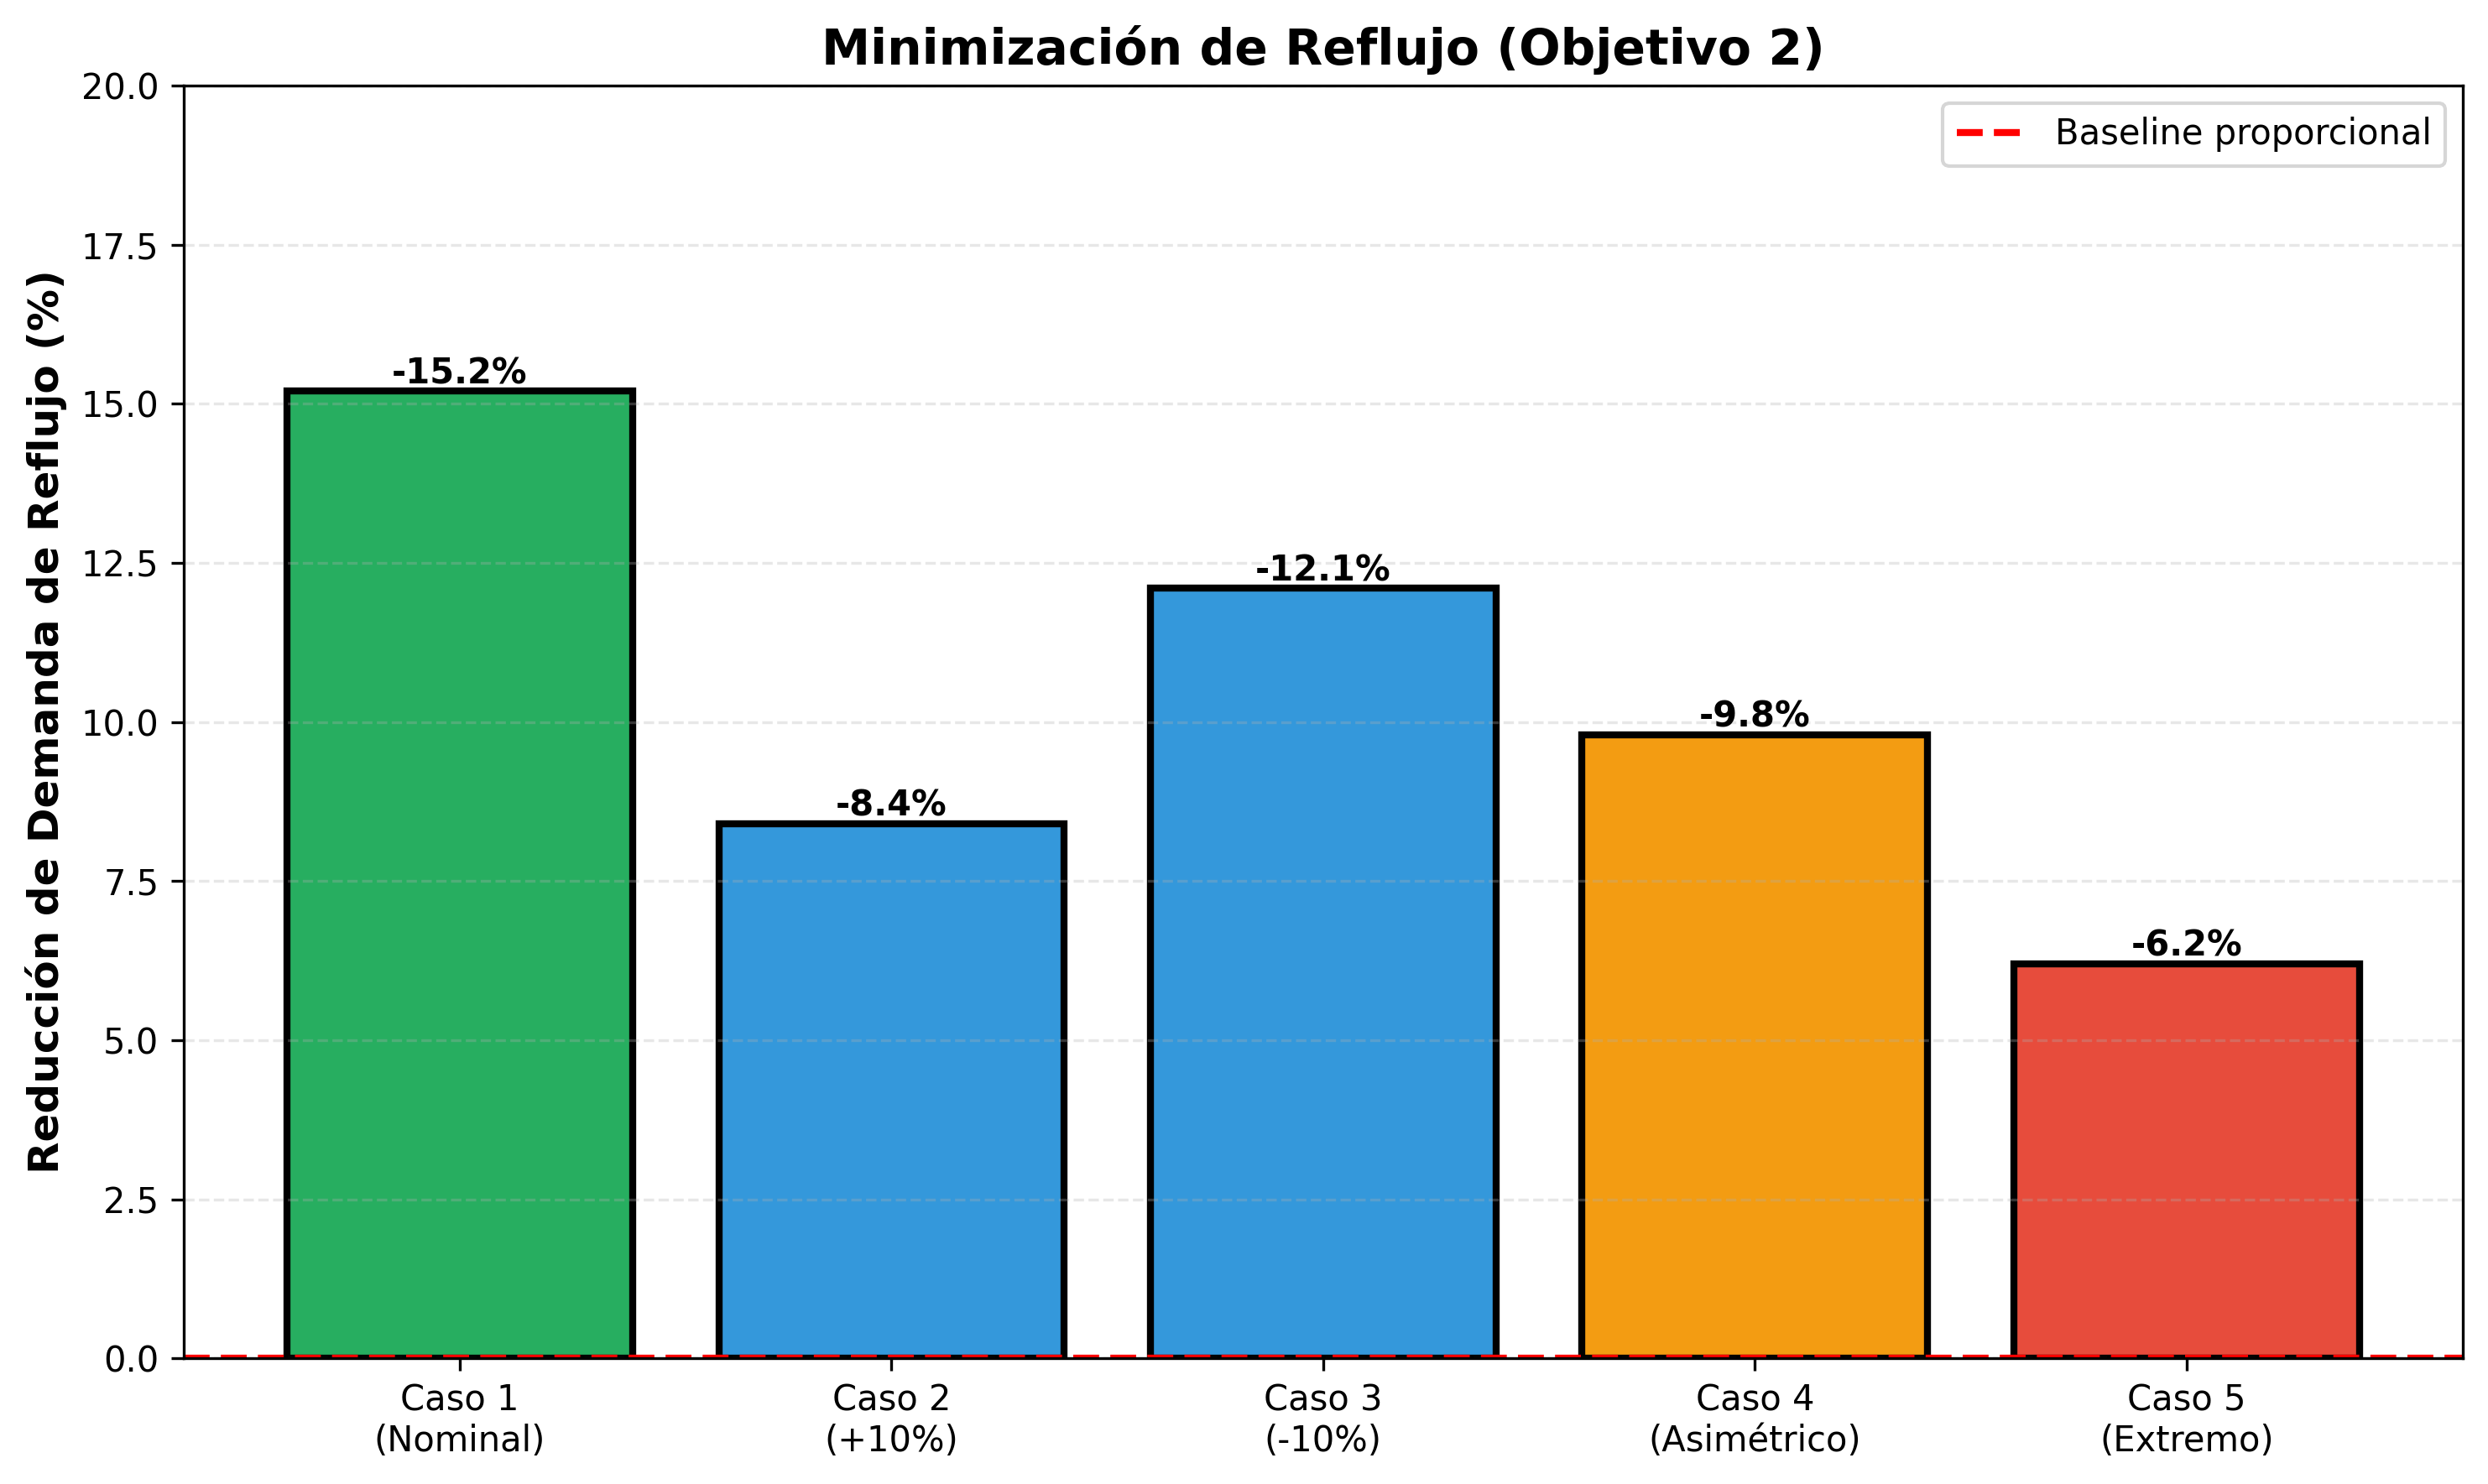 Minimización de Reflujo (Objetivo 2)
Baseline proporcional
Reducción de Demanda de Reflujo (%)
20.0
17.5
15.0
12.5
10.0
7.5
5.0
2.5
0.0
-15.2%
-8.4%
-12.1%
-9.8%
-6.2%
Caso 1
(Nominal)
Caso 2
(+10%)
Caso 3
(-10%)
Caso 4
(Asimétrico)
Caso 5
(Extremo)